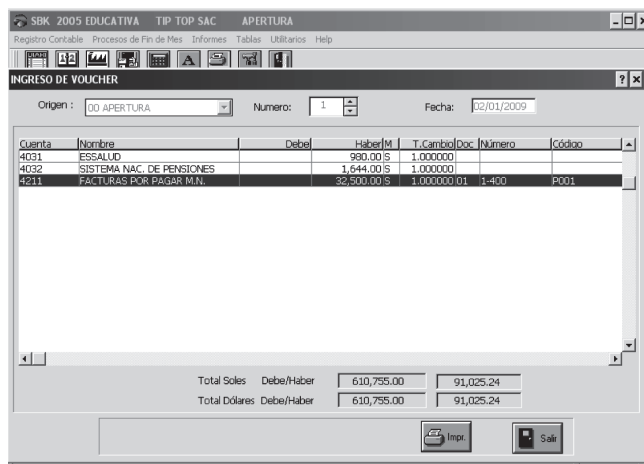 SBK 2005 EDUCATIVA TIP TOP SAC APERTURA
Registro Contable Procesos de Fin de Mes Informes Tablas Utilitarios Help
INGRESO DE VOUCHER
Origen : 00 APERTURA Numero: 1 Fecha: 02/01/2009
Cuenta Nombre Debe Haber M T.Cambio Doc Número Código
4031 ESSALUD 980.00 S 1.000000
4032 SISTEMA NAC. DE PENSIONES 1,644.00 S 1.000000
4211 FACTURAS POR PAGAR M.N. 32,500.00 S 1.000000 01 1-400 P001
Total Soles Debe/Haber 610,755.00 91,025.24
Total Dólares Debe/Haber 610,755.00 91,025.24
Impr. Salir